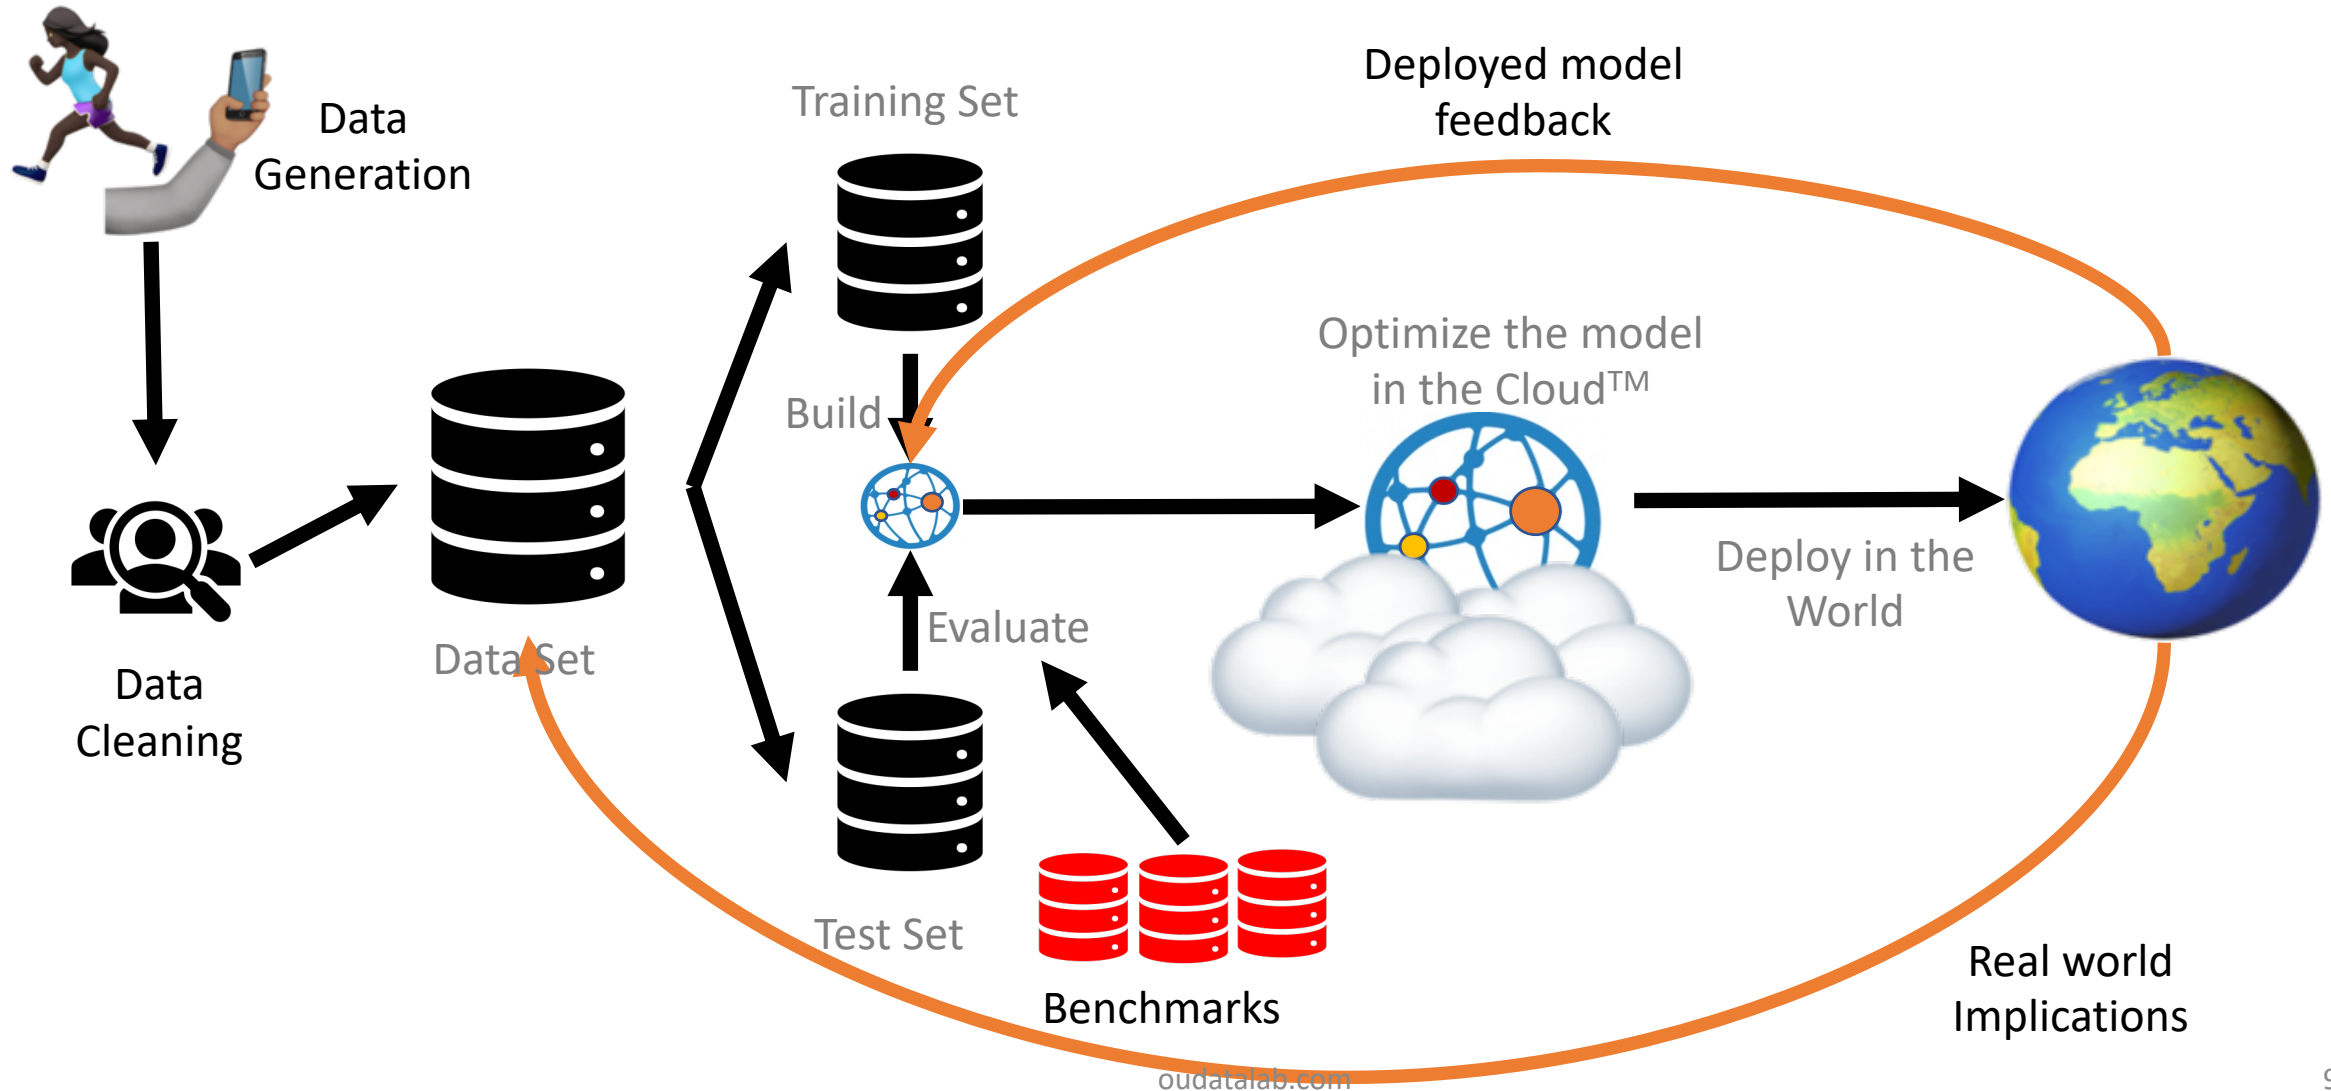 Data
Generation
Training Set
Deployed model
feedback
Optimize the model
in the Cloud™
Build
Deploy in the
World
Evaluate
Data Set
Data
Cleaning
Test Set
Benchmarks
Real world
Implications
oudatalab.com
9